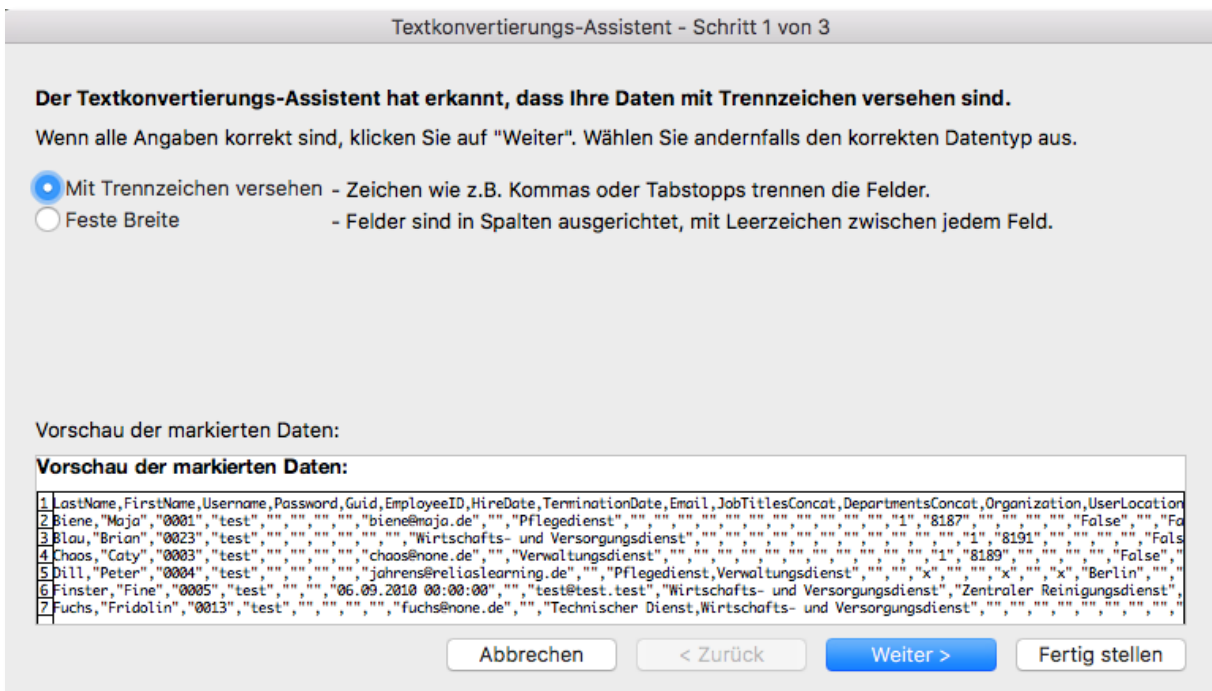 Textkonvertierungs-Assistent - Schritt 1 von 3
Der Textkonvertierungs-Assistent hat erkannt, dass Ihre Daten mit Trennzeichen versehen sind.
Wenn alle Angaben korrekt sind, klicken Sie auf "Weiter". Wählen Sie andernfalls den korrekten Datentyp aus.
Mit Trennzeichen versehen - Zeichen wie z.B. Kommas oder Tabstopps trennen die Felder.
Feste Breite - Felder sind in Spalten ausgerichtet, mit Leerzeichen zwischen jedem Feld.
Vorschau der markierten Daten:
Vorschau der markierten Daten:
1 LastName,FirstName,Username,Password,Guid,EmployeeID,HireDate,TerminationDate,Email,JobTitlesConcat,DepartmentsConcat,Organization,UserLocation
2 Biene,"Maja","0001","test","","","","","biene@maja.de","","Pflegedienst","","","","","","","","","","1","8187","","","","","False","","Fa
3 Blau,"Brian","0023","test","","","","","","","Wirtschafts- und Versorgungsdienst","","","","","","","","","","1","8191","","","","","Fals
4 Chaos,"Caty","0003","test","","","","","chaos@none.de","","Verwaltungsdienst","","","","","","","","","","1","8189","","","","","False","
5 Dill,"Peter","0004","test","","","","","jahrens@reliaslearning.de","","Pflegedienst,Verwaltungsdienst","","","x","","","x","","x","Berlin","","
6 Finster,"Fine","0005","test","","","06.09.2010 00:00:00","","test@test.test","Wirtschafts- und Versorgungsdienst","Zentraler Reinigungsdienst",
7 Fuchs,"Fridolin","0013","test","","","","","fuchs@none.de","","Technischer Dienst,Wirtschafts- und Versorgungsdienst","","","","","","","","
Abbrechen < Zurück Weiter > Fertig stellen